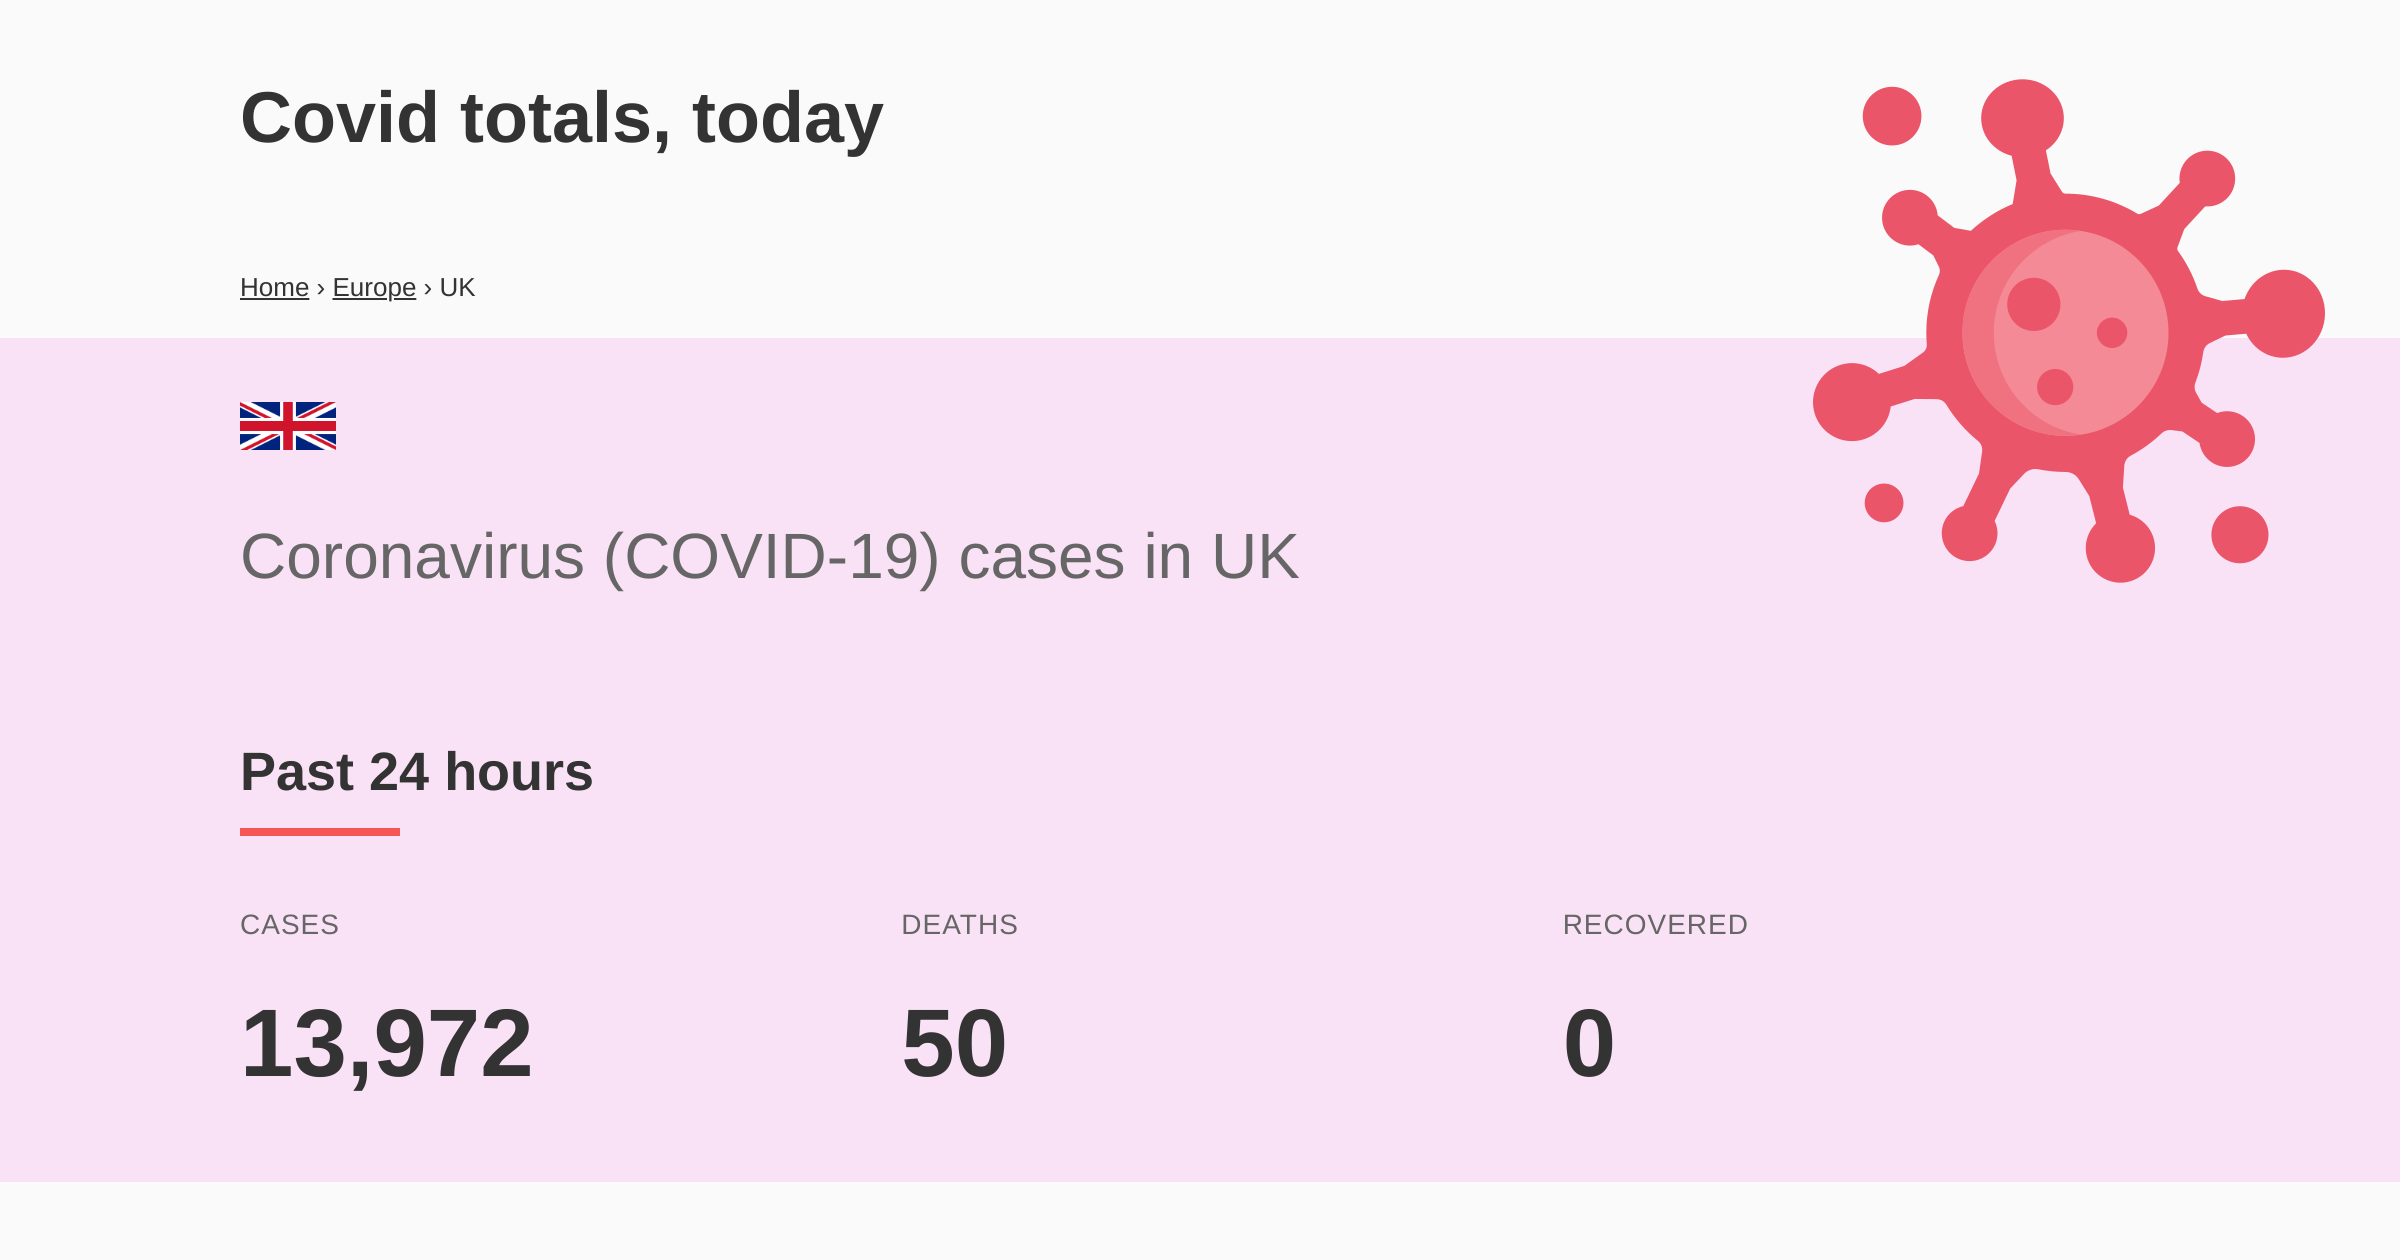 Covid totals, today
Home › Europe › UK
Coronavirus (COVID-19) cases in UK
Past 24 hours
CASES DEATHS RECOVERED
13,972 50 0